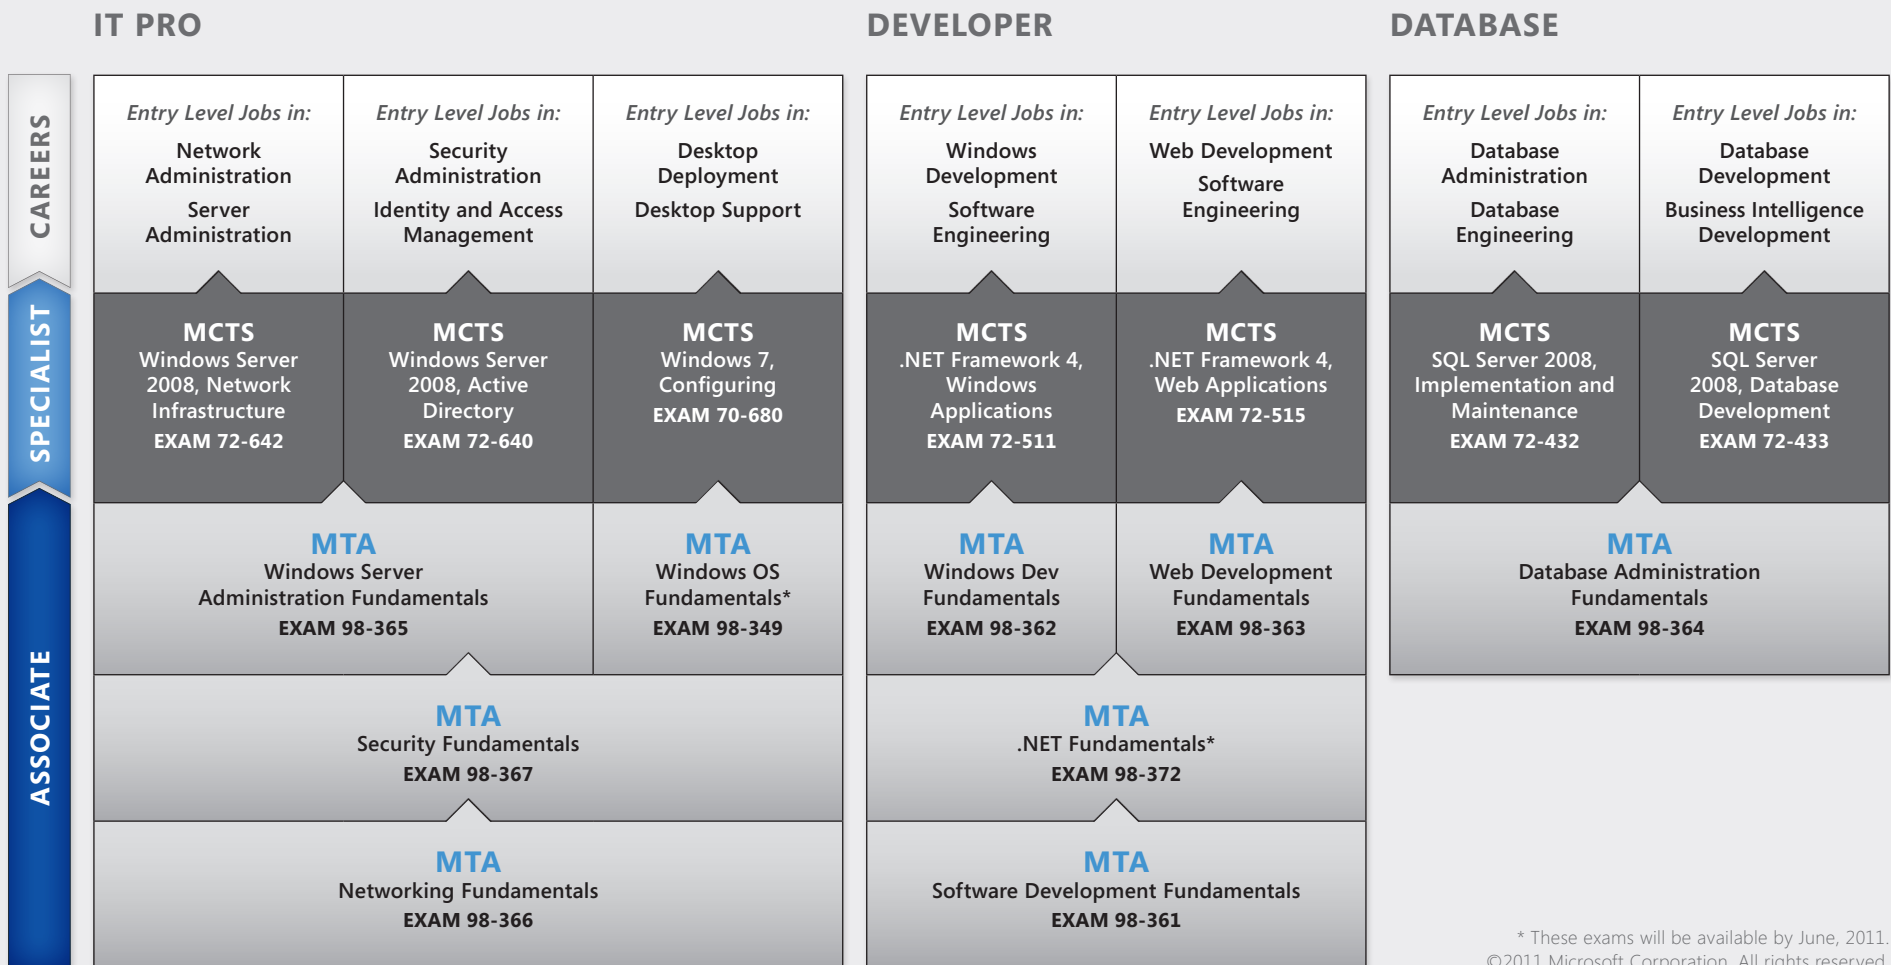 IT PRO
DEVELOPER
DATABASE
CAREERS
SPECIALIST
ASSOCIATE
Entry Level Jobs in:
Network
Administration
Server
Administration
Entry Level Jobs in:
Security
Administration
Identity and Access
Management
Entry Level Jobs in:
Desktop
Deployment
Desktop Support
MCTS
Windows Server
2008, Network
Infrastructure
EXAM 72-642
MCTS
Windows Server
2008, Active
Directory
EXAM 72-640
MCTS
Windows 7,
Configuring
EXAM 70-680
MTA
Windows Server
Administration Fundamentals
EXAM 98-365
MTA
Windows OS
Fundamentals*
EXAM 98-349
MTA
Security Fundamentals
EXAM 98-367
MTA
Networking Fundamentals
EXAM 98-366
Entry Level Jobs in:
Windows
Development
Software
Engineering
Entry Level Jobs in:
Web Development
Software
Engineering
MCTS
.NET Framework 4,
Windows
Applications
EXAM 72-511
MCTS
.NET Framework 4,
Web Applications
EXAM 72-515
MTA
Windows Dev
Fundamentals
EXAM 98-362
MTA
Web Development
Fundamentals
EXAM 98-363
MTA
.NET Fundamentals*
EXAM 98-372
MTA
Software Development Fundamentals
EXAM 98-361
Entry Level Jobs in:
Database
Administration
Database
Engineering
Entry Level Jobs in:
Database
Development
Business Intelligence
Development
MCTS
SQL Server 2008,
Implementation and
Maintenance
EXAM 72-432
MCTS
SQL Server
2008, Database
Development
EXAM 72-433
MTA
Database Administration
Fundamentals
EXAM 98-364
* These exams will be available by June, 2011.
©2011 Microsoft Corporation. All rights reserved.